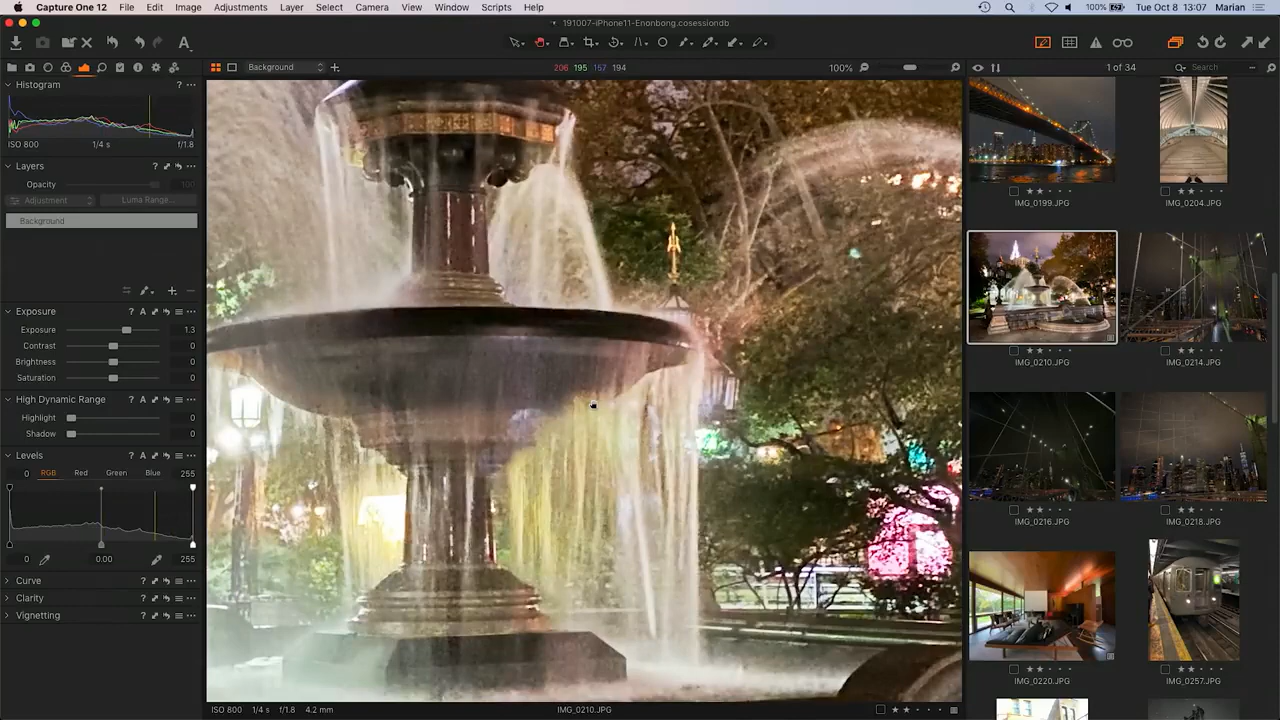 Capture One 12 File Edit Image Adjustments Layer Select Camera View Window Scripts Help 100% Tue Oct 8 13:07 Marian
191007-iPhone11-Enonbong.cosessiondb
Background 206 195 157 194 100% 1 of 34 Search
Histogram
ISO 800 1/4 s f/1.8
Layers
Opacity 100
Adjustment Luma Range...
Background
Exposure
Exposure 1.3
Contrast 0
Brightness 0
Saturation 0
High Dynamic Range
Highlight 0
Shadow 0
Levels
0 RGB Red Green Blue 255
0 0.00 255
Curve
Clarity
Vignetting
IMG_0199.JPG IMG_0204.JPG
IMG_0210.JPG IMG_0214.JPG
IMG_0216.JPG IMG_0218.JPG
IMG_0220.JPG IMG_0257.JPG
ISO 800 1/4 s f/1.8 4.2 mm IMG_0210.JPG